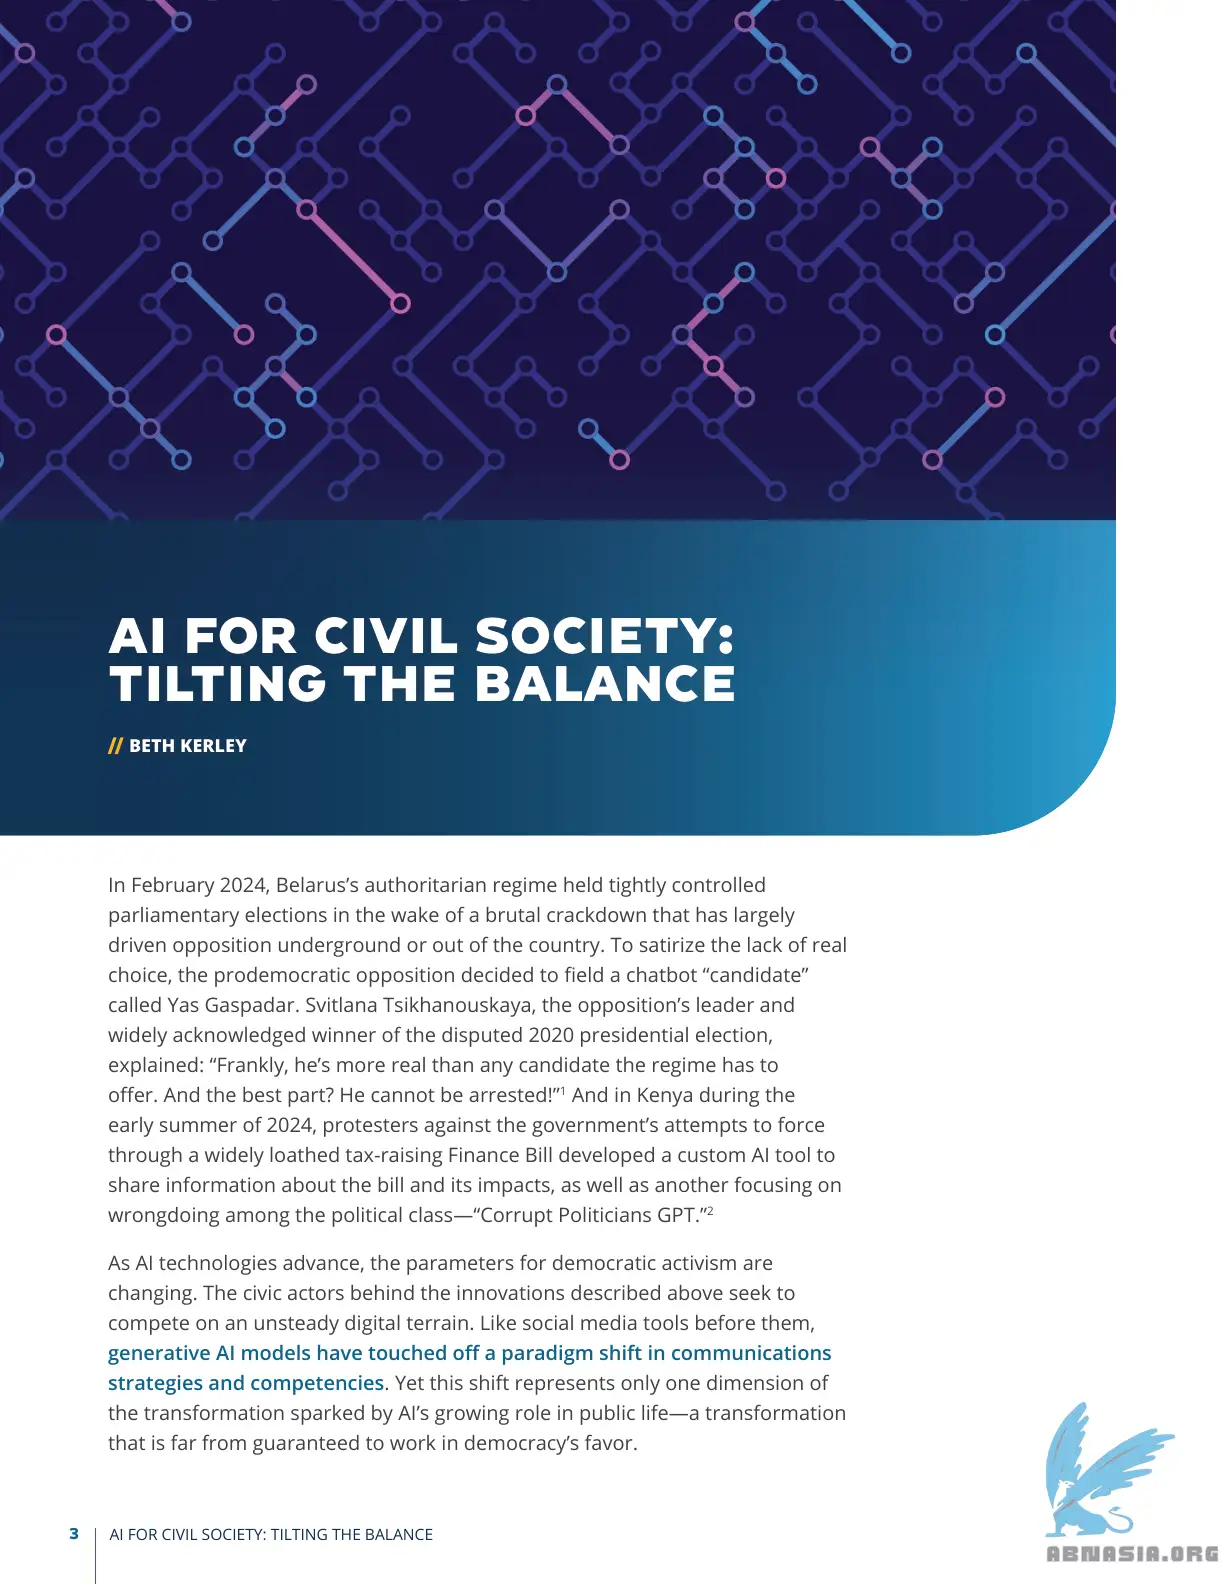 AI FOR CIVIL SOCIETY:
TILTING THE BALANCE
// BETH KERLEY
In February 2024, Belarus’s authoritarian regime held tightly controlled
parliamentary elections in the wake of a brutal crackdown that has largely
driven opposition underground or out of the country. To satirize the lack of real
choice, the prodemocratic opposition decided to field a chatbot “candidate”
called Yas Gaspadar. Svitlana Tsikhanouskaya, the opposition’s leader and
widely acknowledged winner of the disputed 2020 presidential election,
explained: “Frankly, he’s more real than any candidate the regime has to
offer. And the best part? He cannot be arrested!”1 And in Kenya during the
early summer of 2024, protesters against the government’s attempts to force
through a widely loathed tax-raising Finance Bill developed a custom AI tool to
share information about the bill and its impacts, as well as another focusing on
wrongdoing among the political class—“Corrupt Politicians GPT.”2
As AI technologies advance, the parameters for democratic activism are
changing. The civic actors behind the innovations described above seek to
compete on an unsteady digital terrain. Like social media tools before them,
generative AI models have touched off a paradigm shift in communications
strategies and competencies. Yet this shift represents only one dimension of
the transformation sparked by AI’s growing role in public life—a transformation
that is far from guaranteed to work in democracy’s favor.
3 AI FOR CIVIL SOCIETY: TILTING THE BALANCE
ABNASIA.ORG